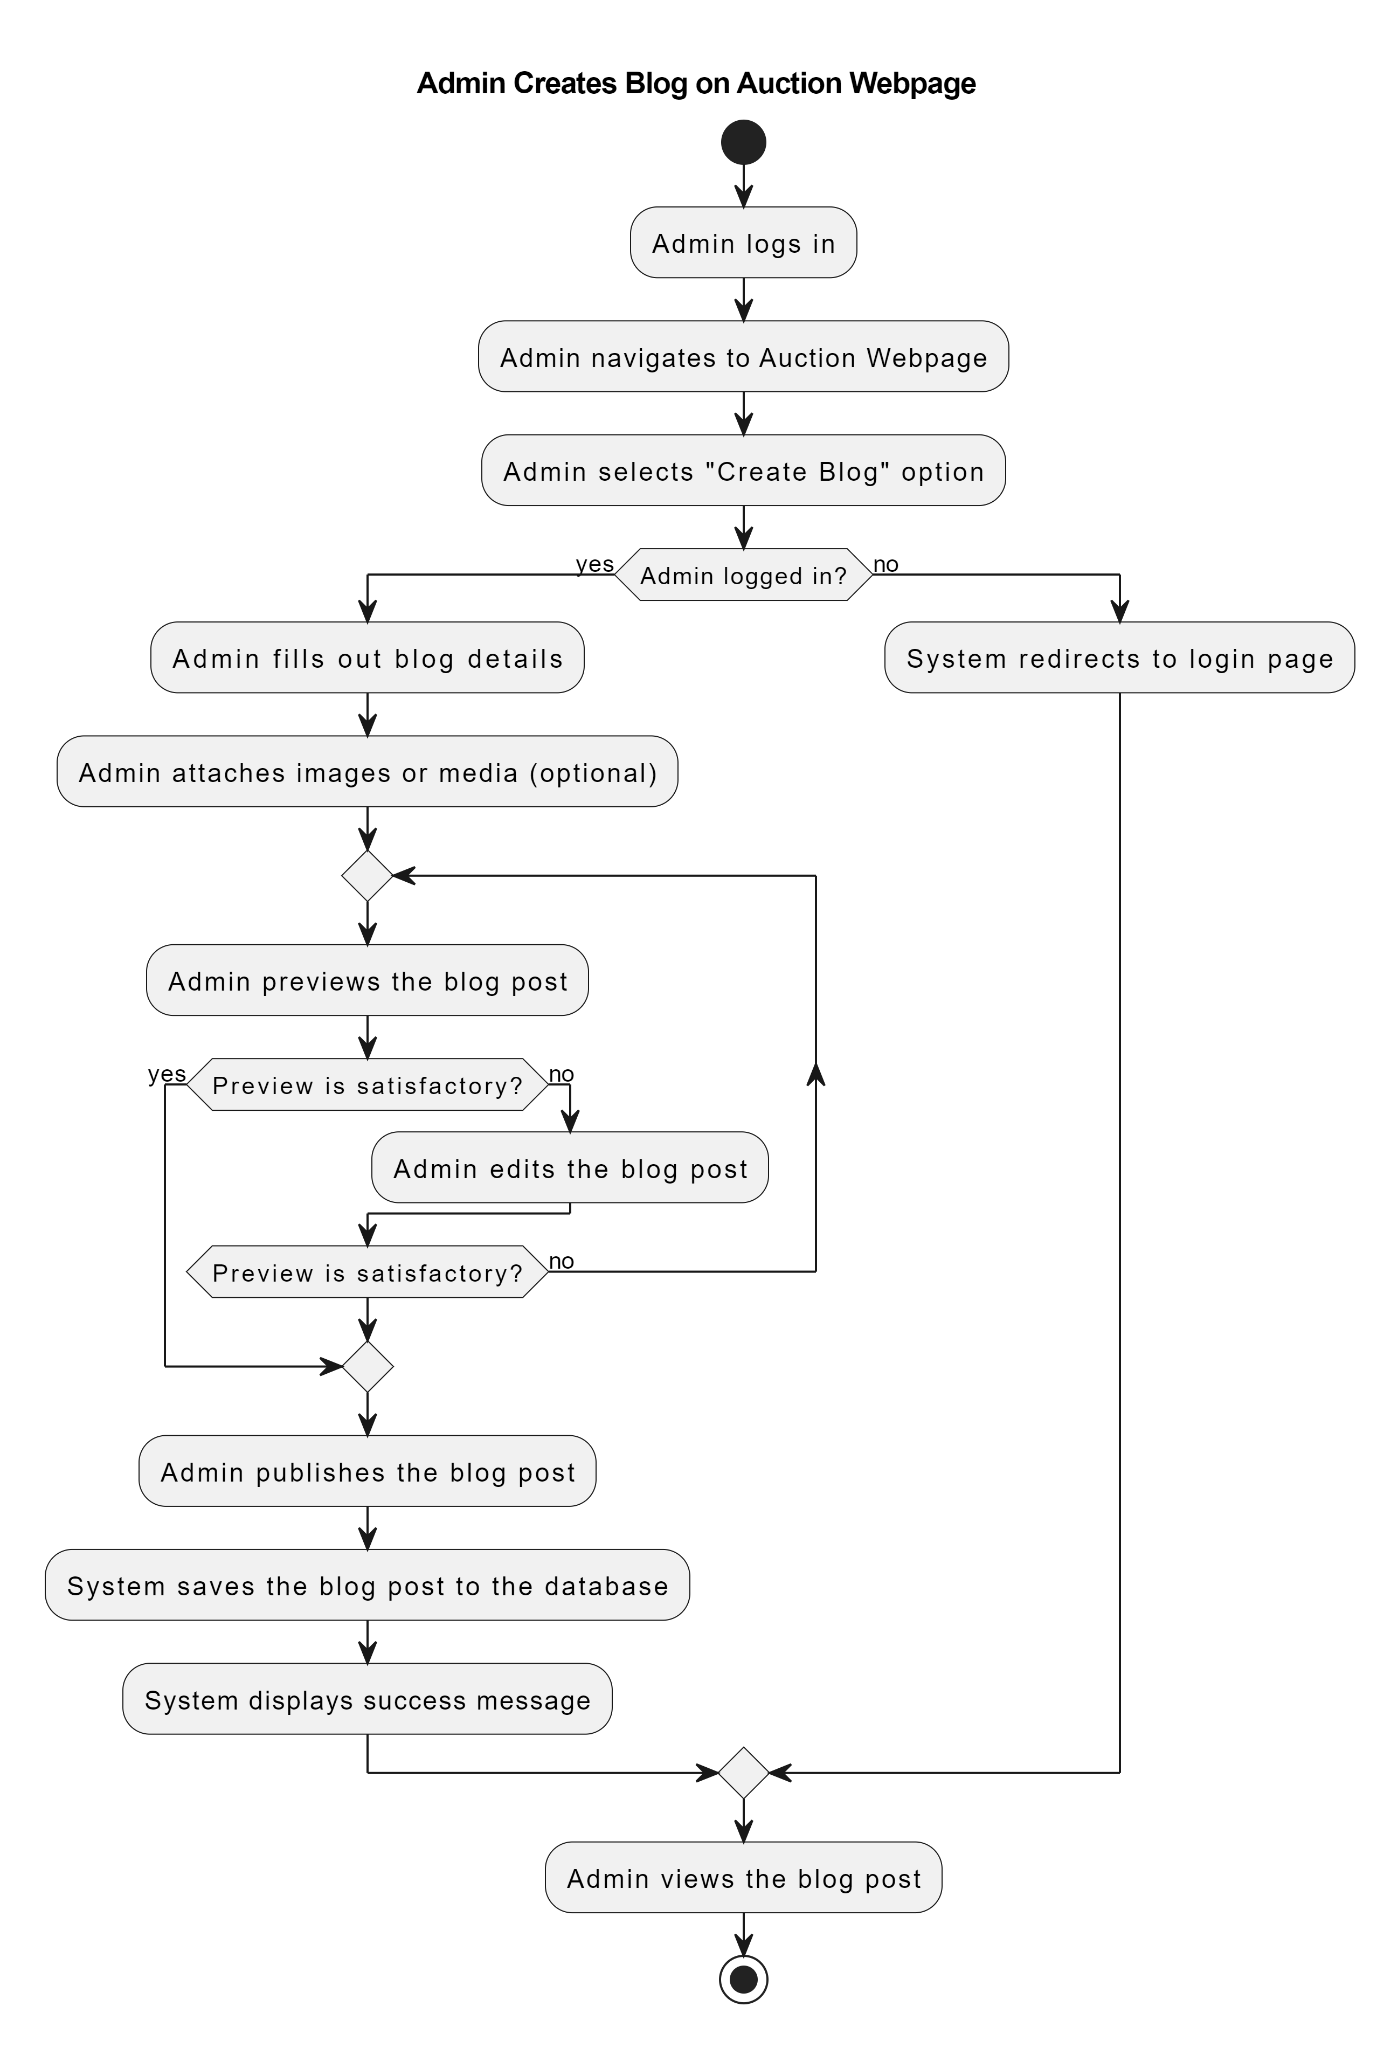 Admin Creates Blog on Auction Webpage
Admin logs in
Admin navigates to Auction Webpage
Admin selects "Create Blog" option
yes
Admin logged in?
no
Admin fills out blog details
System redirects to login page
Admin attaches images or media (optional)
Admin previews the blog post
yes
Preview is satisfactory?
no
Admin edits the blog post
Preview is satisfactory?
no
Admin publishes the blog post
System saves the blog post to the database
System displays success message
Admin views the blog post